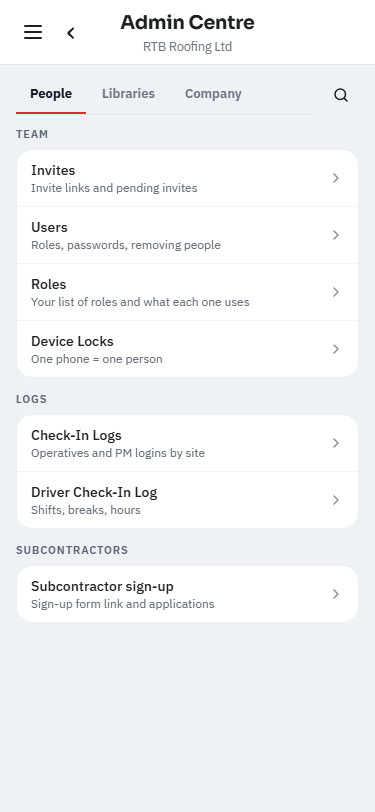 Admin Centre
RTB Roofing Ltd
People
Libraries
Company
TEAM
Invites
Invite links and pending invites
Users
Roles, passwords, removing people
Roles
Your list of roles and what each one uses
Device Locks
One phone = one person
LOGS
Check-In Logs
Operatives and PM logins by site
Driver Check-In Log
Shifts, breaks, hours
SUBCONTRACTORS
Subcontractor sign-up
Sign-up form link and applications